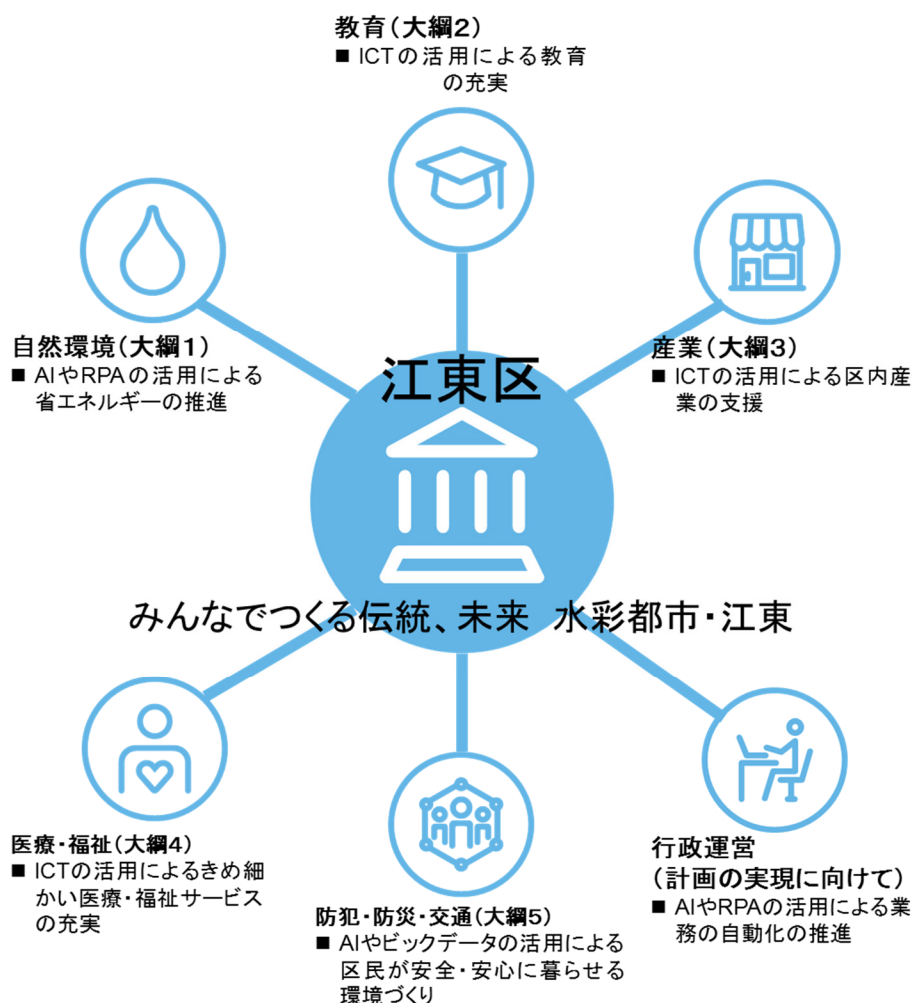 教育(大綱2)
■ ICTの活用による教育
の充実
自然環境(大綱1)
■ AIやRPAの活用による
省エネルギーの推進
産業(大綱3)
■ ICTの活用による区内産
業の支援
江東区
みんなでつくる伝統、未来　水彩都市・江東
医療・福祉(大綱4)
■ ICTの活用によるきめ細
かい医療・福祉サービス
の充実
防犯・防災・交通(大綱5)
■ AIやビックデータの活用による
区民が安全・安心に暮らせる
環境づくり
行政運営
(計画の実現に向けて)
■ AIやRPAの活用による業
務の自動化の推進